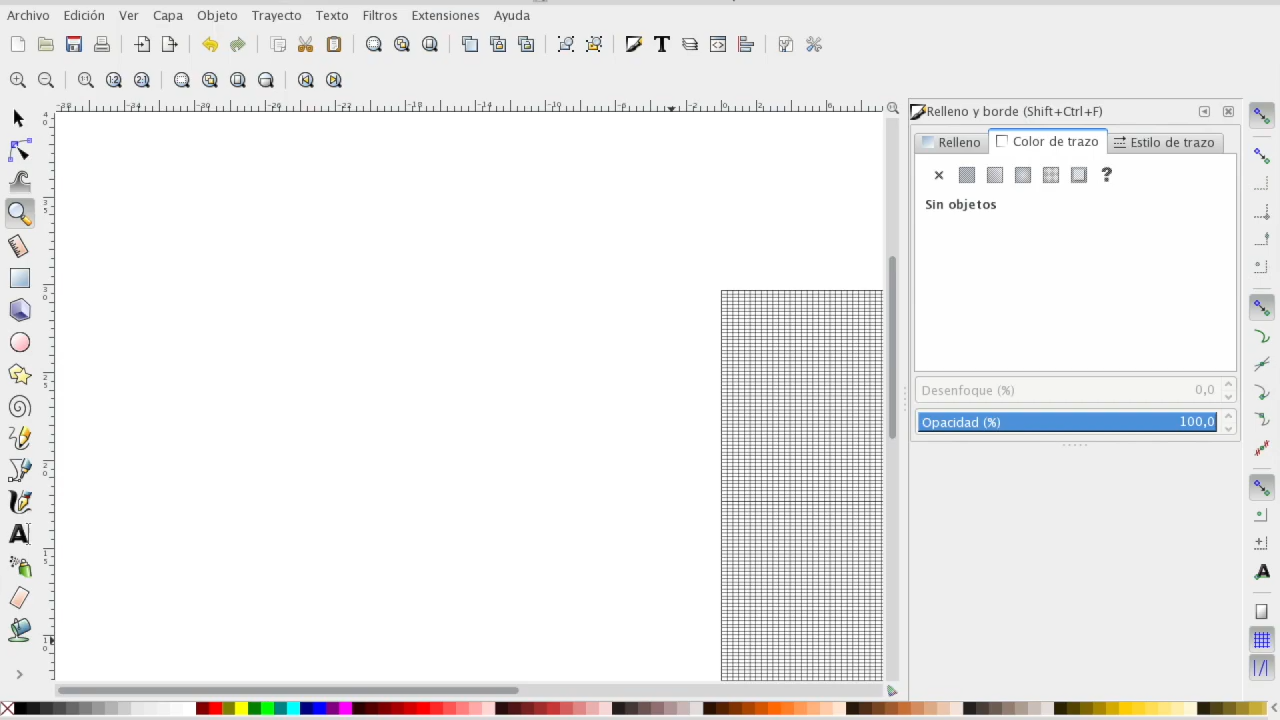 Archivo Edición Ver Capa Objeto Trayecto Texto Filtros Extensiones Ayuda
Relleno y borde (Shift+Ctrl+F)
Relleno Color de trazo Estilo de trazo
Sin objetos
Desenfoque (%) 0,0
Opacidad (%) 100,0